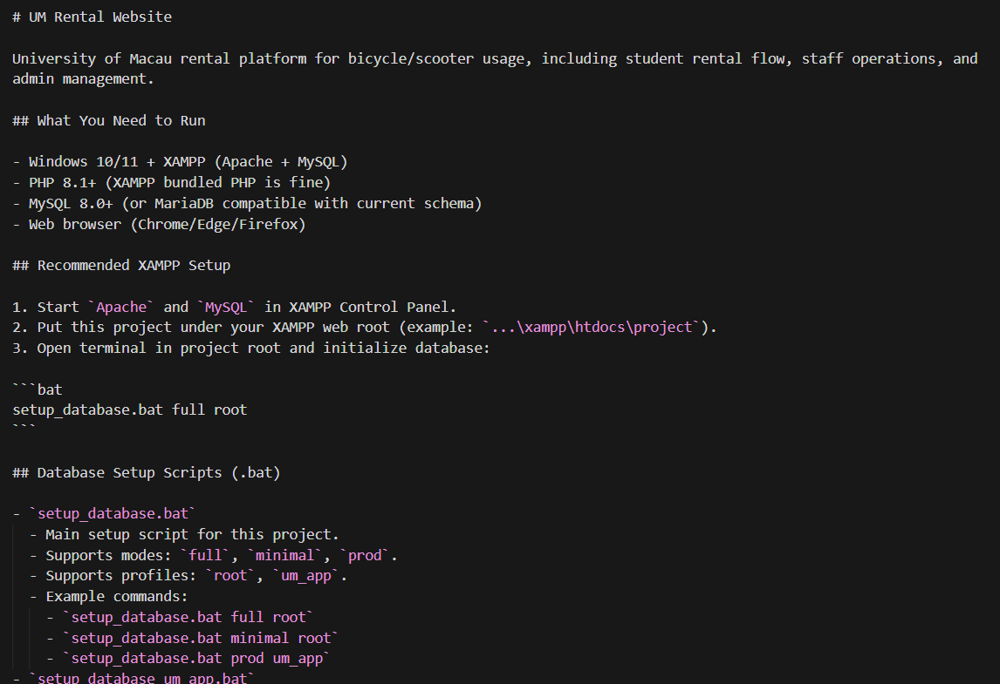 # UM Rental Website
University of Macau rental platform for bicycle/scooter usage, including student rental flow, staff operations, and
admin management.
## What You Need to Run
- Windows 10/11 + XAMPP (Apache + MySQL)
- PHP 8.1+ (XAMPP bundled PHP is fine)
- MySQL 8.0+ (or MariaDB compatible with current schema)
- Web browser (Chrome/Edge/Firefox)
## Recommended XAMPP Setup
1. Start `Apache` and `MySQL` in XAMPP Control Panel.
2. Put this project under your XAMPP web root (example: `...\xampp\htdocs\project`).
3. Open terminal in project root and initialize database:
```bat
setup_database.bat full root
```
## Database Setup Scripts (.bat)
- `setup_database.bat`
  - Main setup script for this project.
  - Supports modes: `full`, `minimal`, `prod`.
  - Supports profiles: `root`, `um_app`.
  - Example commands:
    - `setup_database.bat full root`
    - `setup_database.bat minimal root`
    - `setup_database.bat prod um_app`
- `setup_database_um_app.bat`